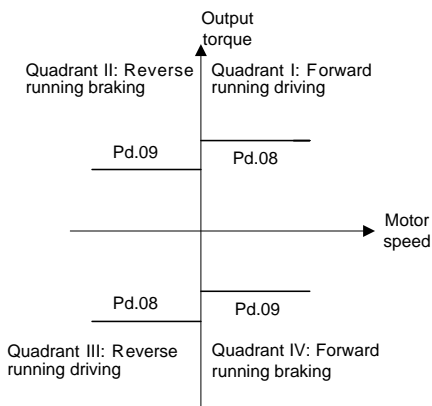 Output
torque
Quadrant II: Reverse
running braking
Quadrant I: Forward
running driving
Pd.09
Pd.08
Motor
speed
Pd.08
Pd.09
Quadrant III: Reverse
running driving
Quadrant IV: Forward
running braking